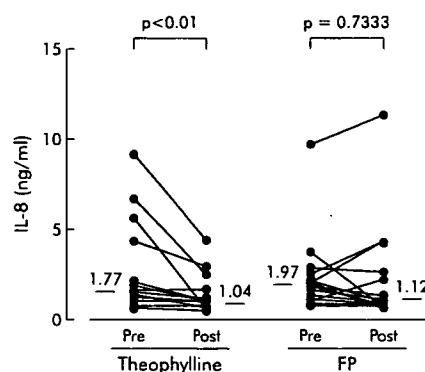 p<0.01 p = 0.7333
15
10
5
0
IL-8 (ng/ml)
1.77 1.04 1.97 1.12
Pre Post Pre Post
Theophylline FP